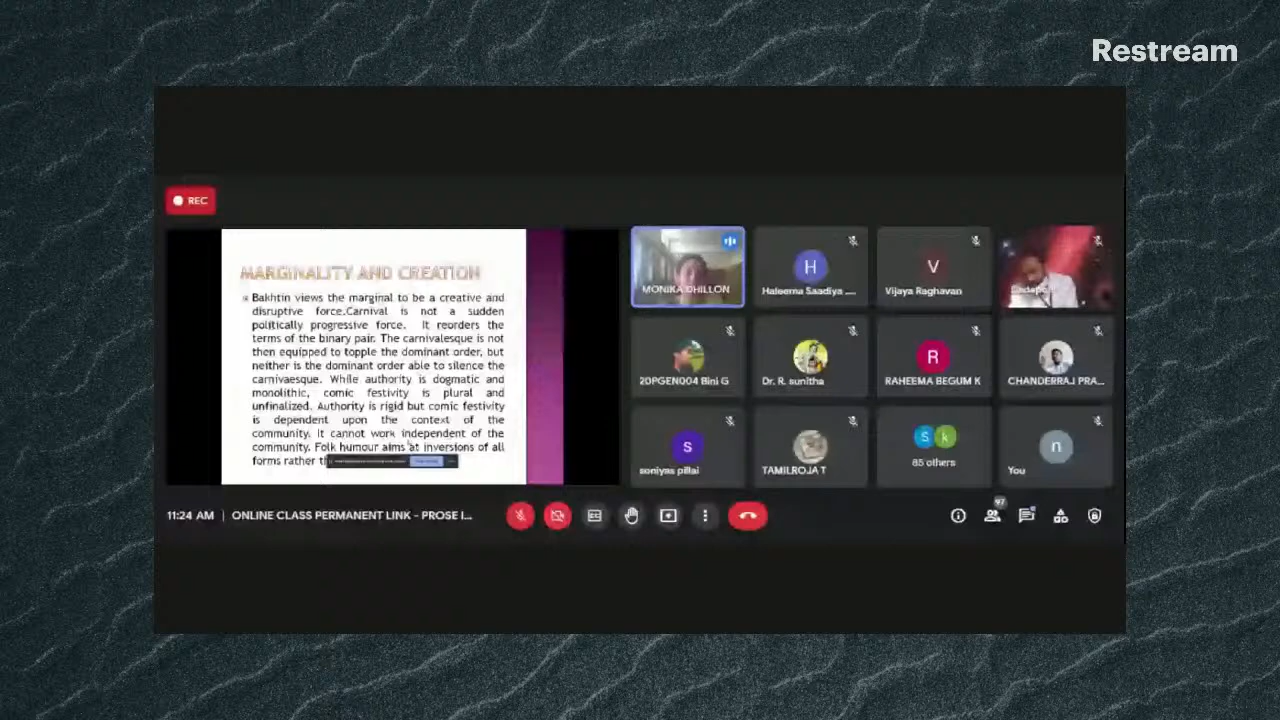 Restream
REC
MARGINALITY AND CREATION
Bakhtin views the marginal to be a creative and
disruptive force.Carnival is not a sudden
politically progressive force. It reorders the
terms of the binary pair. The carnivalesque is not
then equipped to topple the dominant order, but
neither is the dominant order able to silence the
carnivaesque. While authority is dogmatic and
monolithic, comic festivity is plural and
unfinalized. Authority is rigid but comic festivity
is dependent upon the context of the
community. It cannot work independent of the
community. Folk humour aims at inversions of all
forms rather
MONIKA DHILLON
H
Haleema Saadiya ....
V
Vijaya Raghavan
20PGEN004 Bini G
Dr. R. sunitha
R
RAHEEMA BEGUM K
CHANDERRAJ PRA...
s
soniyas pillai
TAMILROJA T
S k
85 others
n
You
11:24 AM | ONLINE CLASS PERMANENT LINK - PROSE I...
97